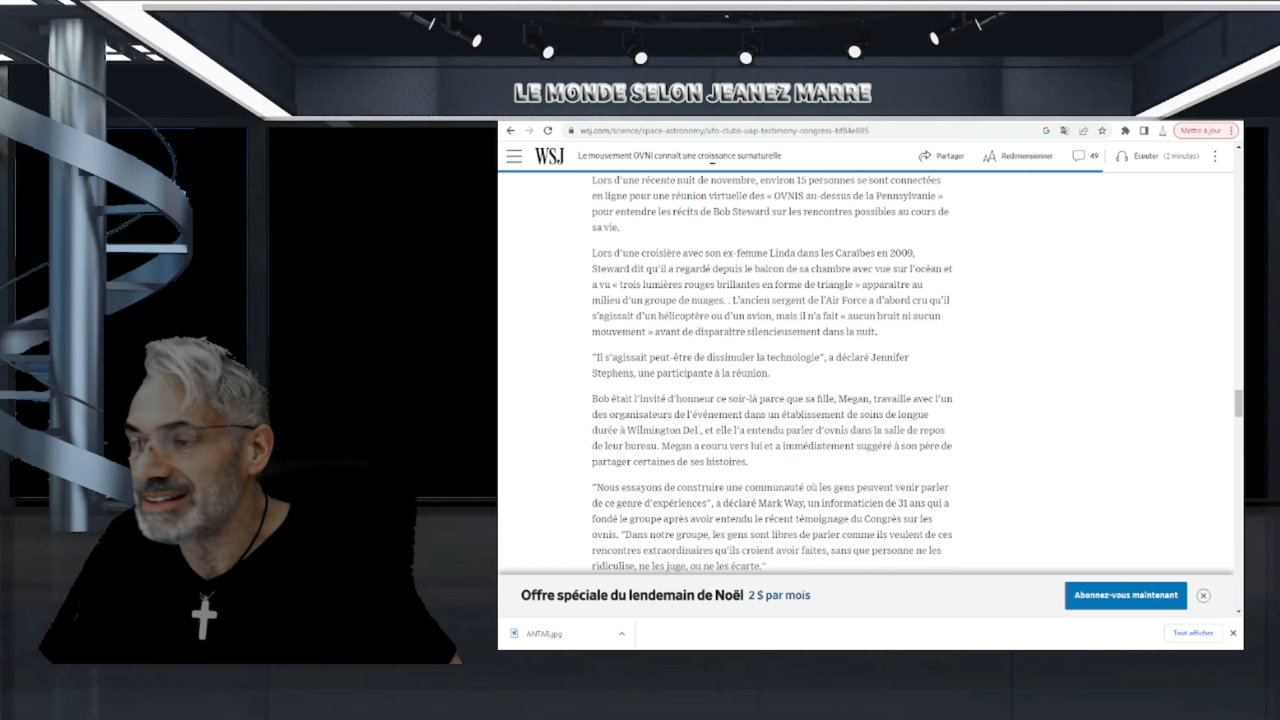 LE MONDE SELON JEANEZ MARRE
wsj.com/science/space-astronomy/ufo-clubs-uap-testimony-congress-bf84e885
Mettre à jour
WSJ
Le mouvement OVNI connaît une croissance surnaturelle
Partager
Redimensionner
49
Ecouter (2 minutes)
Lors d'une récente nuit de novembre, environ 15 personnes se sont connectées
en ligne pour une réunion virtuelle des « OVNIS au-dessus de la Pennsylvanie »
pour entendre les récits de Bob Steward sur les rencontres possibles au cours de
sa vie.
Lors d'une croisière avec son ex-femme Linda dans les Caraïbes en 2009,
Steward dit qu'il a regardé depuis le balcon de sa chambre avec vue sur l'océan et
a vu « trois lumières rouges brillantes en forme de triangle » apparaître au
milieu d'un groupe de nuages. . L'ancien sergent de l'Air Force a d'abord cru qu'il
s'agissait d'un hélicoptère ou d'un avion, mais il n'a fait « aucun bruit ni aucun
mouvement » avant de disparaître silencieusement dans la nuit.
"Il s'agissait peut-être de dissimuler la technologie", a déclaré Jennifer
Stephens, une participante à la réunion.
Bob était l'invité d'honneur ce soir-là parce que sa fille, Megan, travaille avec l'un
des organisateurs de l'événement dans un établissement de soins de longue
durée à Wilmington Del., et elle l'a entendu parler d'ovnis dans la salle de repos
de leur bureau. Megan a couru vers lui et a immédiatement suggéré à son père de
partager certaines de ses histoires.
"Nous essayons de construire une communauté où les gens peuvent venir parler
de ce genre d'expériences", a déclaré Mark Way, un informaticien de 31 ans qui a
fondé le groupe après avoir entendu le récent témoignage du Congrès sur les
ovnis. "Dans notre groupe, les gens sont libres de parler comme ils veulent de ces
rencontres extraordinaires qu'ils croient avoir faites, sans que personne ne les
ridiculise, ne les juge, ou ne les écarte."
Offre spéciale du lendemain de Noël 2 $ par mois
Abonnez-vous maintenant
ANTAR.jpg
Tout afficher